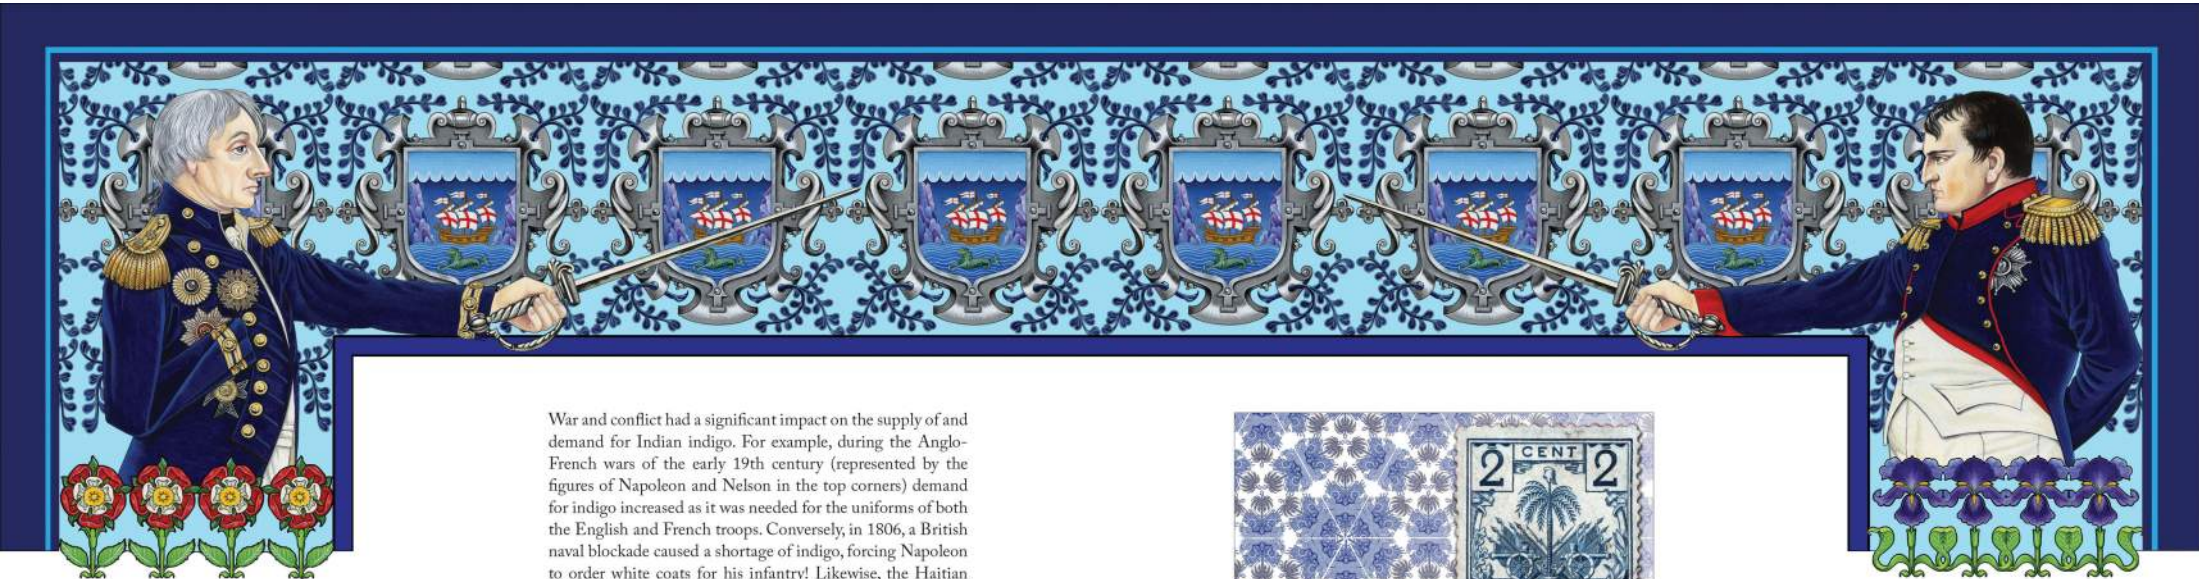 War and conflict had a significant impact on the supply of and
demand for Indian indigo. For example, during the Anglo-
French wars of the early 19th century (represented by the
figures of Napoleon and Nelson in the top corners) demand
for indigo increased as it was needed for the uniforms of both
the English and French troops. Conversely, in 1806, a British
naval blockade caused a shortage of indigo, forcing Napoleon
to order white coats for his infantry! Likewise, the Haitian
2 CENT 2